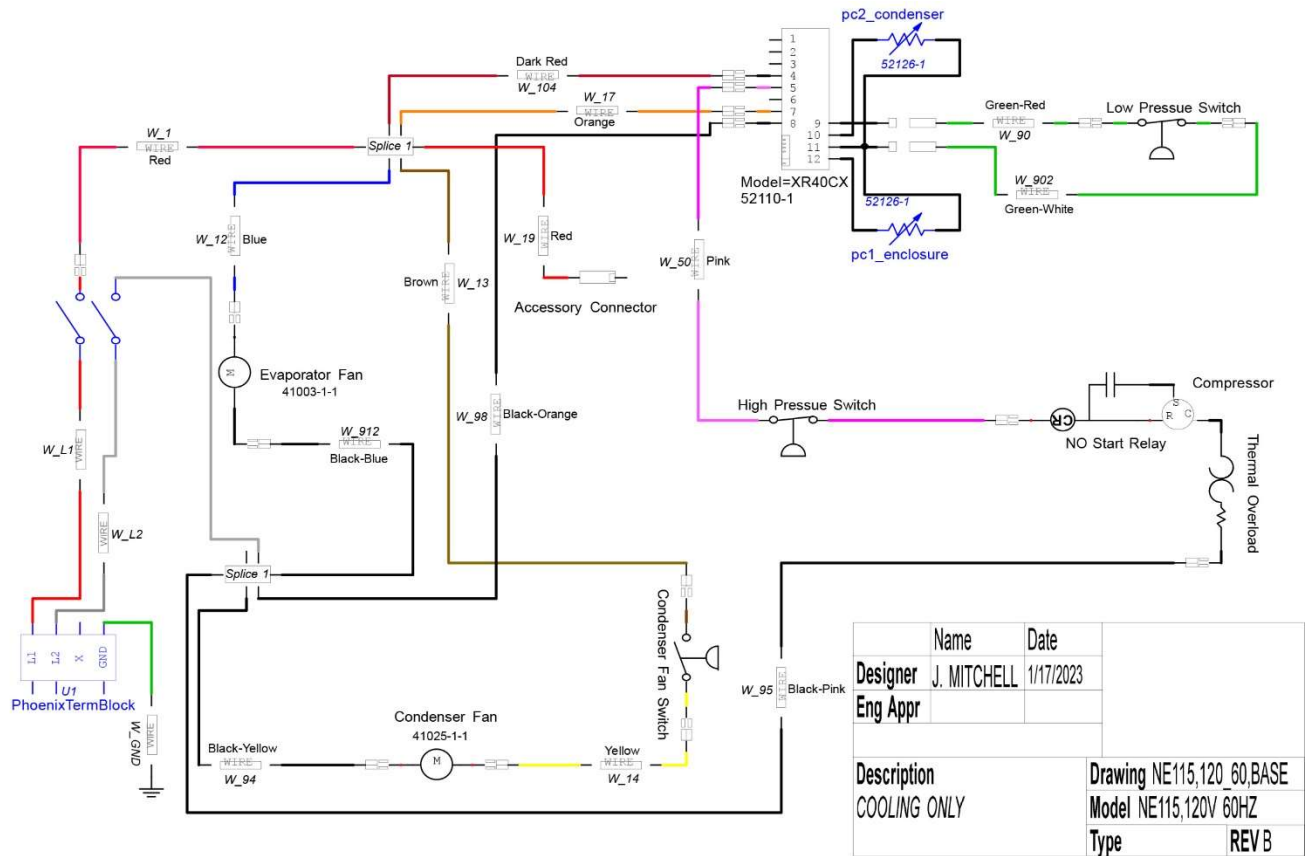 pc2_condenser
52126-1
1
2
3
4
5
6
7
8
9
10
11
12
Model=XR40CX
52110-1
52126-1
pc1_enclosure
Dark Red
WIRE
W_104
W_17
WIRE
Orange
Green-Red
WIRE
W_90
Low Pressue Switch
W_902
WIRE
Green-White
W_1
WIRE
Red
Splice 1
W_12
WIRE
Blue
Brown
WIRE
W_13
W_19
WIRE
Red
Accessory Connector
W_50
WIRE
Pink
M
Evaporator Fan
41003-1-1
W_912
WIRE
Black-Blue
W_98
WIRE
Black-Orange
High Pressue Switch
CR
NO Start Relay
S
R
C
Compressor
Thermal Overload
W_L1
WIRE
W_L2
WIRE
Splice 1
L1
L2
X
GND
U1
PhoenixTermBlock
W_GND
WIRE
Condenser Fan Switch
Black-Yellow
WIRE
W_94
Condenser Fan
41025-1-1
M
Yellow
WIRE
W_14
W_95
WIRE
Black-Pink
Name Date
Designer J. MITCHELL 1/17/2023
Eng Appr
Description
COOLING ONLY
Drawing NE115,120_60,BASE
Model NE115,120V 60HZ
Type REV B